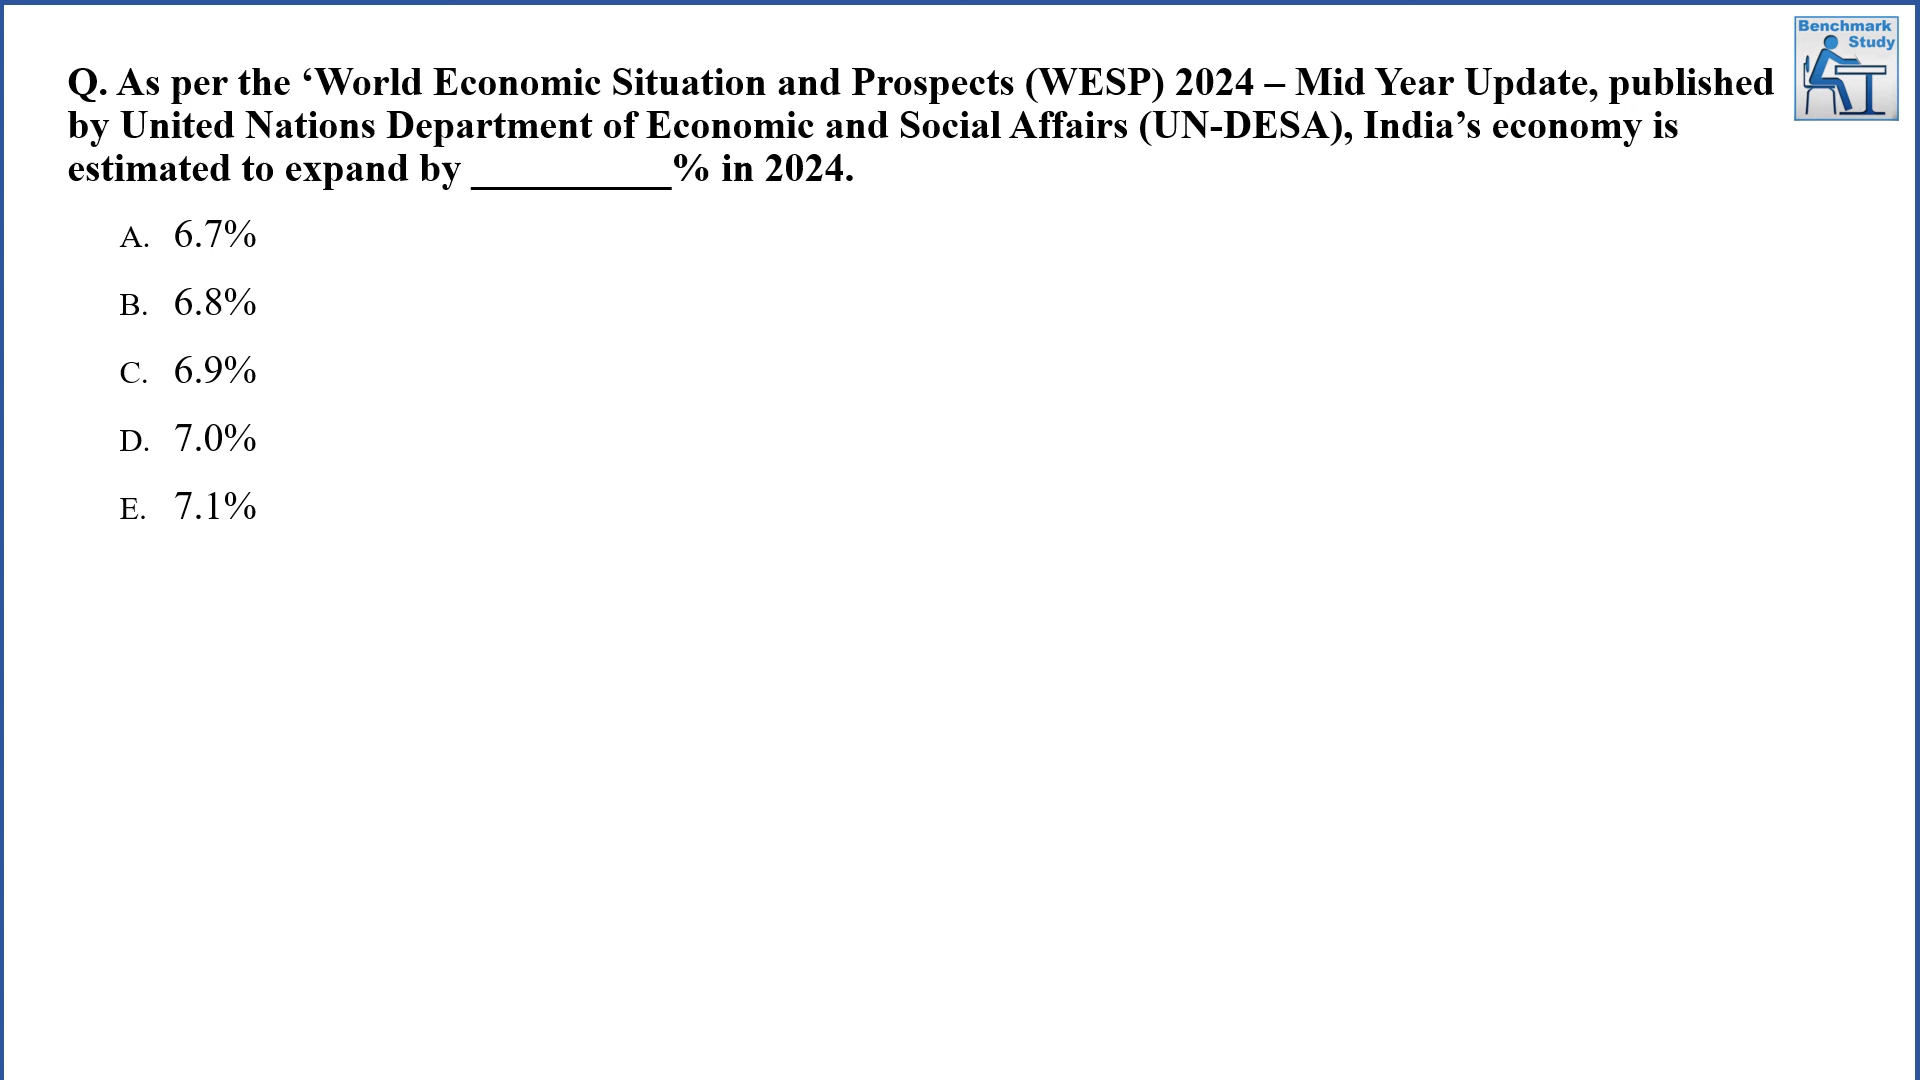 Benchmark
Study
Q. As per the ‘World Economic Situation and Prospects (WESP) 2024 – Mid Year Update, published
by United Nations Department of Economic and Social Affairs (UN-DESA), India’s economy is
estimated to expand by __________% in 2024.
A. 6.7%
B. 6.8%
C. 6.9%
D. 7.0%
E. 7.1%